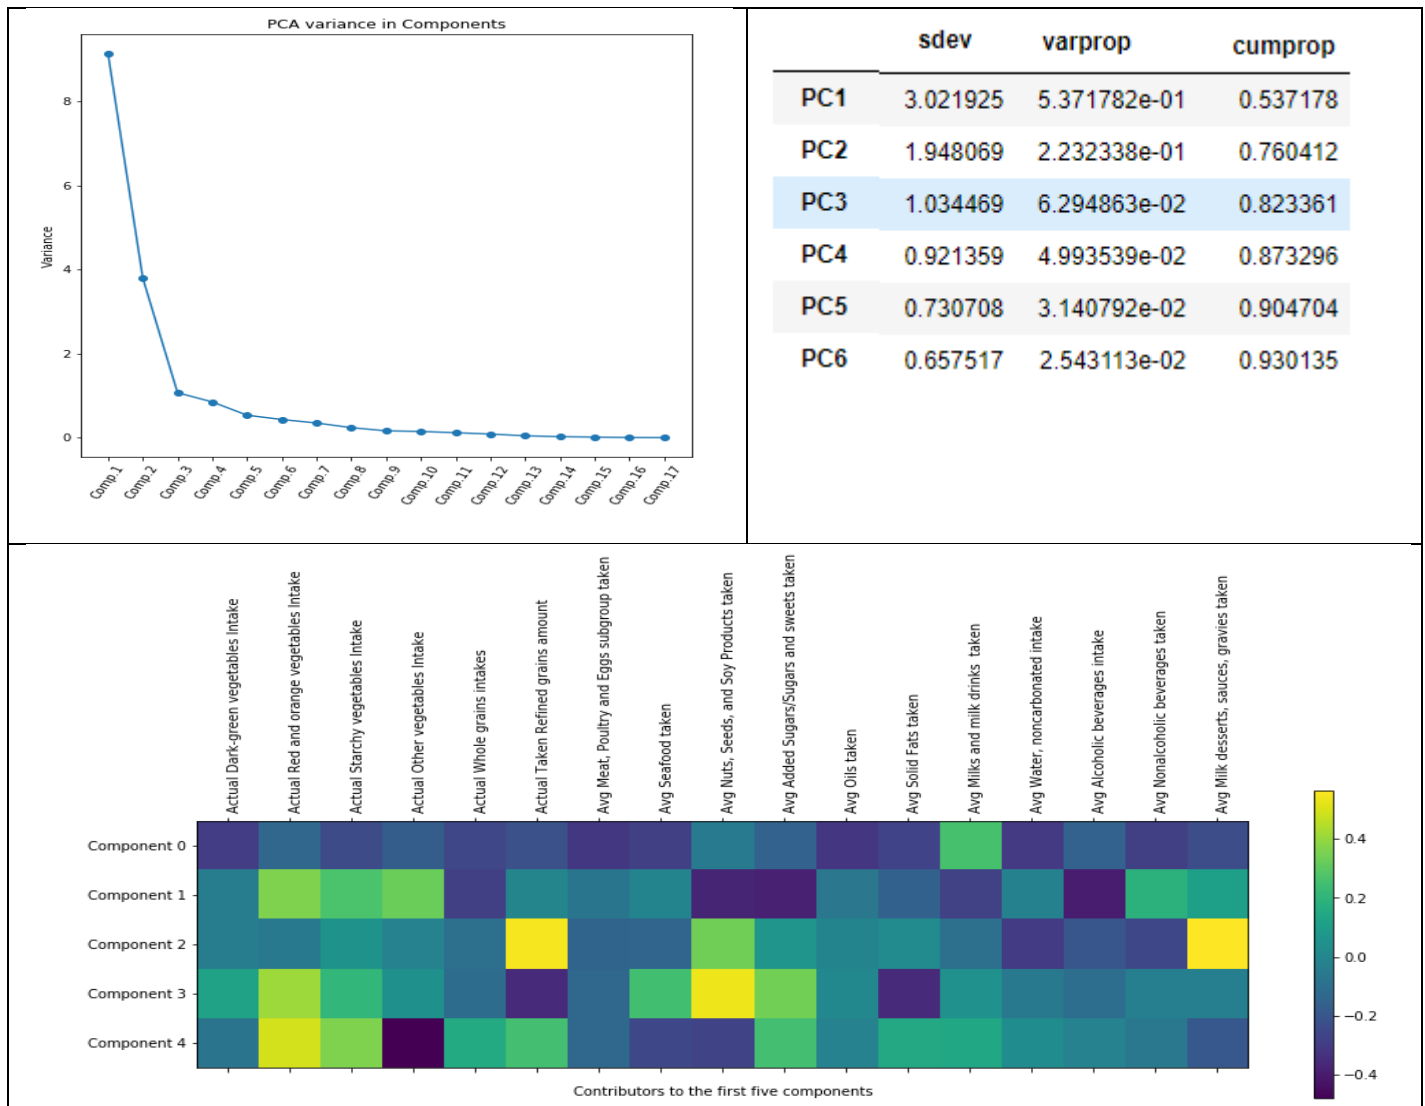 PCA variance in Components
Variance
8
6
4
2
0
Comp.1
Comp.2
Comp.3
Comp.4
Comp.5
Comp.6
Comp.7
Comp.8
Comp.9
Comp.10
Comp.11
Comp.12
Comp.13
Comp.14
Comp.15
Comp.16
Comp.17
sdev varprop cumprop
PC1 3.021925 5.371782e-01 0.537178
PC2 1.948069 2.232338e-01 0.760412
PC3 1.034469 6.294863e-02 0.823361
PC4 0.921359 4.993539e-02 0.873296
PC5 0.730708 3.140792e-02 0.904704
PC6 0.657517 2.543113e-02 0.930135
Actual Dark-green vegetables Intake
Actual Red and orange vegetables Intake
Actual Starchy vegetables Intake
Actual Other vegetables Intake
Actual Whole grains intakes
Actual Taken Refined grains amount
Avg Meat, Poultry and Eggs subgroup taken
Avg Seafood taken
Avg Nuts, Seeds, and Soy Products taken
Avg Added Sugars/Sugars and sweets taken
Avg Oils taken
Avg Solid Fats taken
Avg Milks and milk drinks taken
Avg Water, noncarbonated intake
Avg Alcoholic beverages intake
Avg Nonalcoholic beverages taken
Avg Milk desserts, sauces, gravies taken
Component 0
Component 1
Component 2
Component 3
Component 4
0.4
0.2
0.0
−0.2
−0.4
Contributors to the first five components